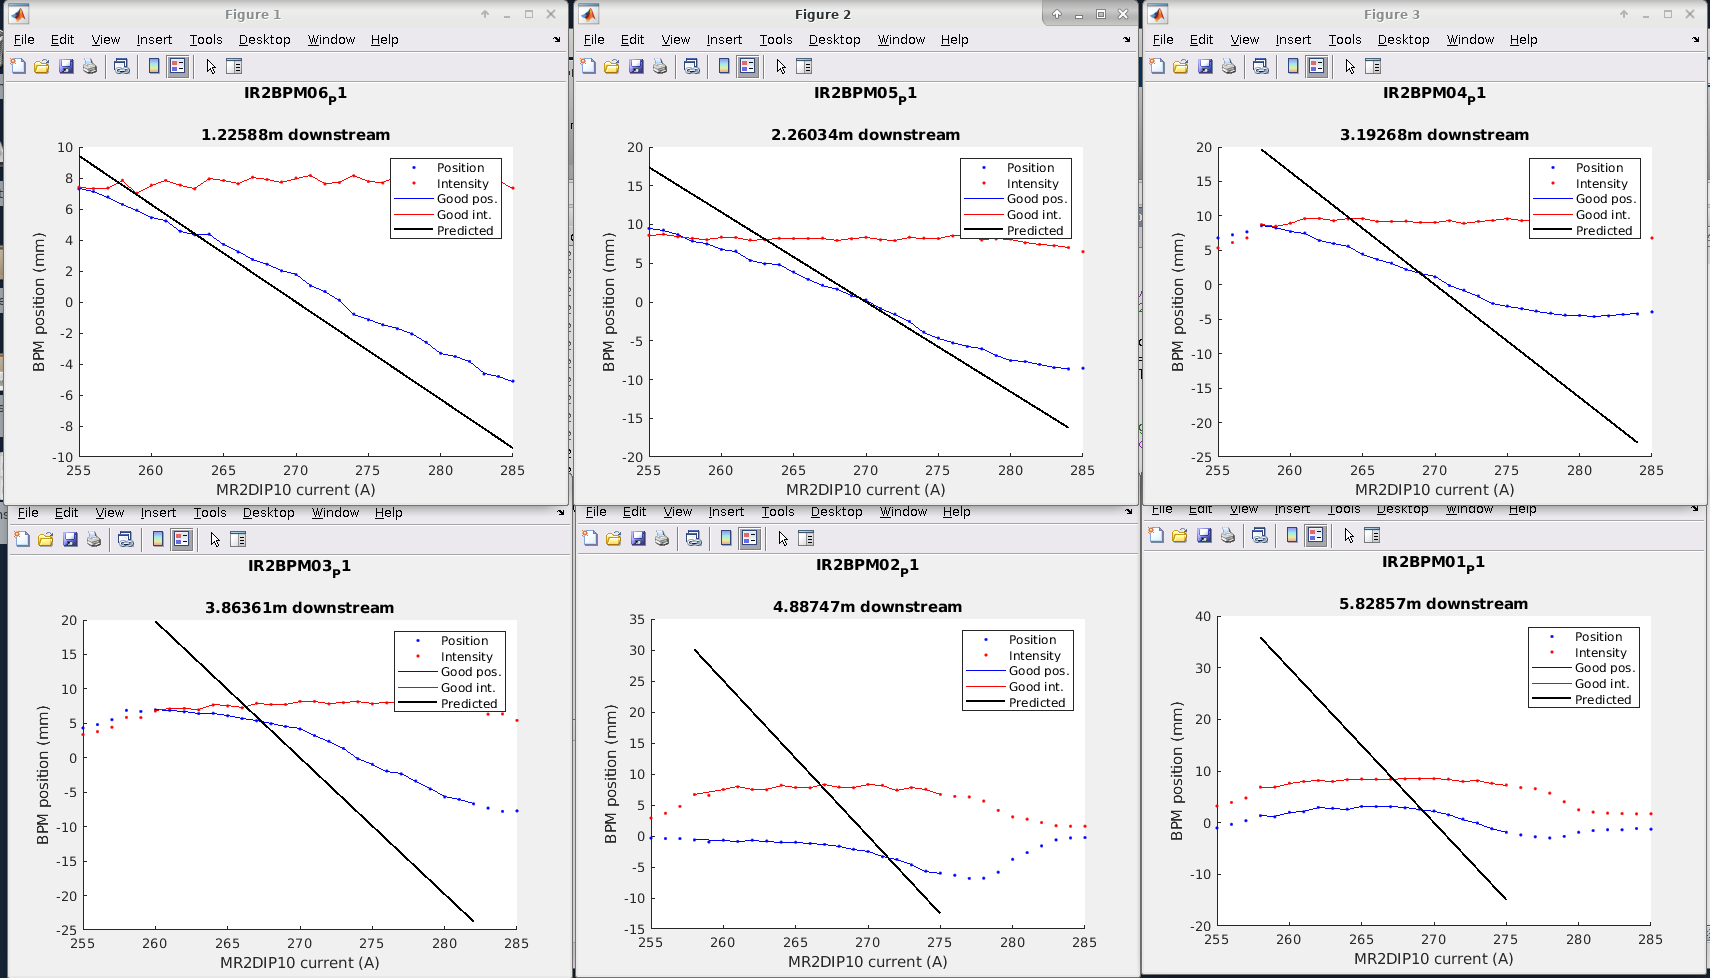 Figure 1
File Edit View Insert Tools Desktop Window Help
IR2BPM06P1
1.22588m downstream
Position
Intensity
Good pos.
Good int.
Predicted
BPM position (mm)
10
8
6
4
2
0
-2
-4
-6
-8
-10
255 260 265 270 275 280 285
MR2DIP10 current (A)
Figure 2
File Edit View Insert Tools Desktop Window Help
IR2BPM05P1
2.26034m downstream
Position
Intensity
Good pos.
Good int.
Predicted
BPM position (mm)
20
15
10
5
0
-5
-10
-15
-20
255 260 265 270 275 280 285
MR2DIP10 current (A)
Figure 3
File Edit View Insert Tools Desktop Window Help
IR2BPM04P1
3.19268m downstream
Position
Intensity
Good pos.
Good int.
Predicted
BPM position (mm)
20
15
10
5
0
-5
-10
-15
-20
-25
255 260 265 270 275 280 285
MR2DIP10 current (A)
File Edit View Insert Tools Desktop Window Help
IR2BPM03P1
3.86361m downstream
Position
Intensity
Good pos.
Good int.
Predicted
BPM position (mm)
20
15
10
5
0
-5
-10
-15
-20
-25
255 260 265 270 275 280 285
MR2DIP10 current (A)
File Edit View Insert Tools Desktop Window Help
IR2BPM02P1
4.88747m downstream
Position
Intensity
Good pos.
Good int.
Predicted
BPM position (mm)
35
30
25
20
15
10
5
0
-5
-10
-15
255 260 265 270 275 280 285
MR2DIP10 current (A)
File Edit View Insert Tools Desktop Window Help
IR2BPM01P1
5.82857m downstream
Position
Intensity
Good pos.
Good int.
Predicted
BPM position (mm)
40
30
20
10
0
-10
-20
255 260 265 270 275 280 285
MR2DIP10 current (A)